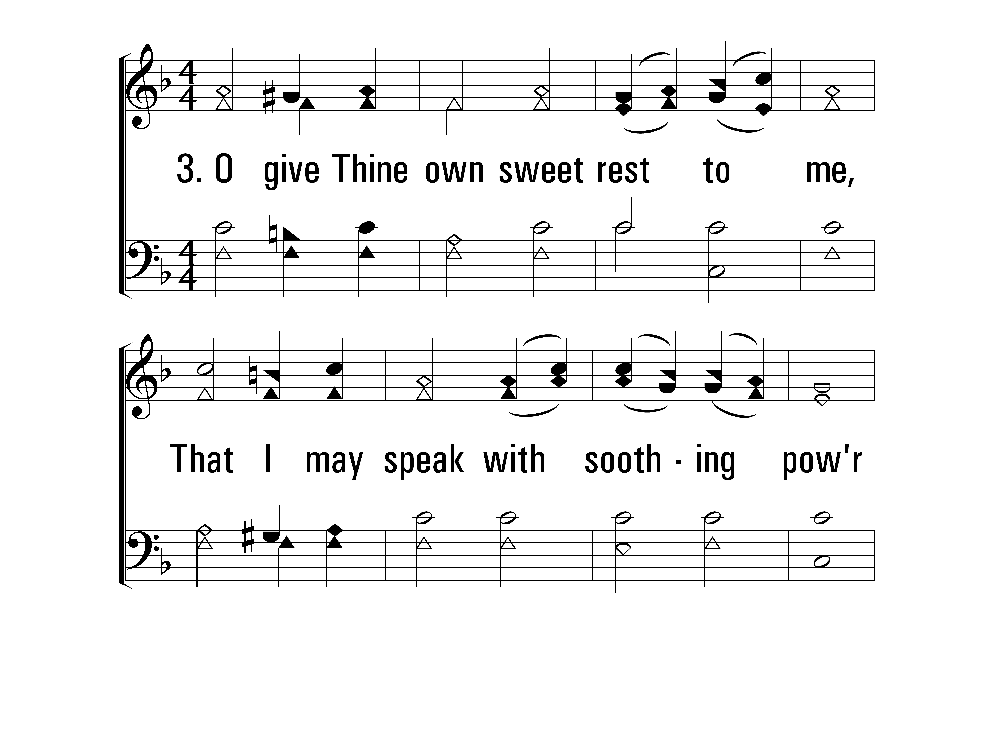 3. O give Thine own sweet rest to me,
That I may speak with sooth - ing pow'r